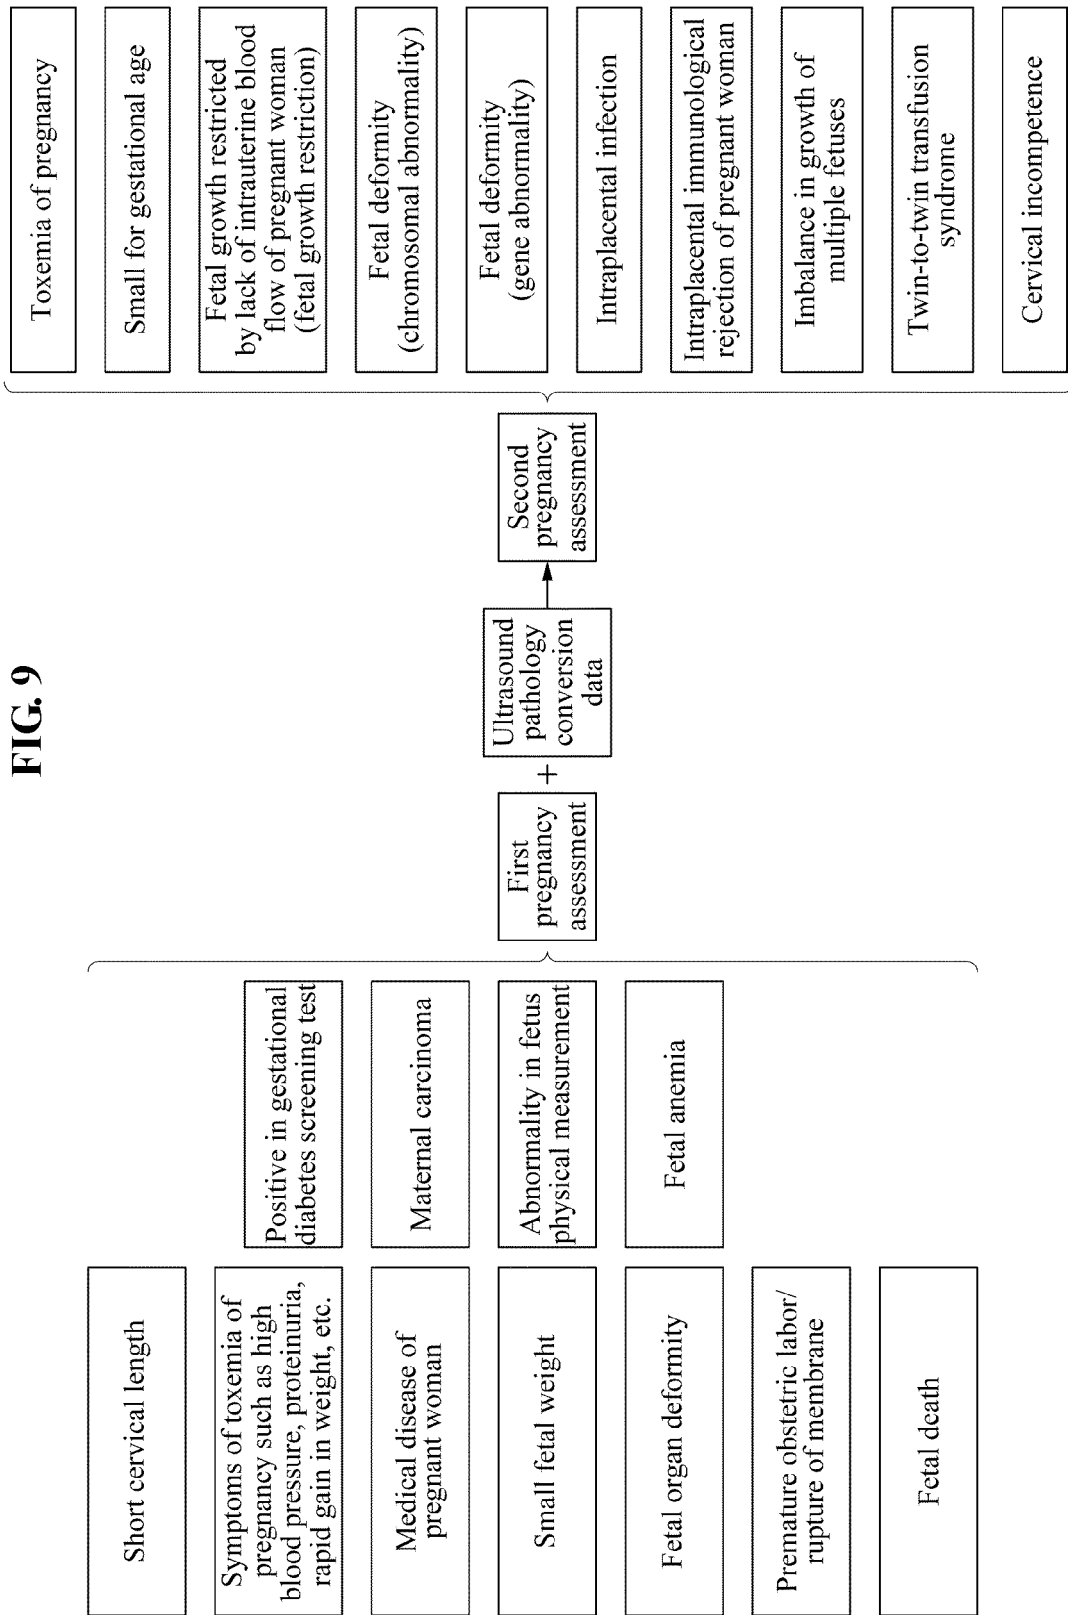 FIG. 9
Short cervical length
Symptoms of toxemia of
pregnancy such as high
blood pressure, proteinuria,
rapid gain in weight, etc.
Medical disease of
pregnant woman
Small fetal weight
Fetal organ deformity
Premature obstetric labor/
rupture of membrane
Fetal death
Positive in gestational
diabetes screening test
Maternal carcinoma
Abnormality in fetus
physical measurement
Fetal anemia
First
pregnancy
assessment
+
Ultrasound
pathology
conversion
data
Second
pregnancy
assessment
Toxemia of pregnancy
Small for gestational age
Fetal growth restricted
by lack of intrauterine blood
flow of pregnant woman
(fetal growth restriction)
Fetal deformity
(chromosomal abnormality)
Fetal deformity
(gene abnormality)
Intraplacental infection
Intraplacental immunological
rejection of pregnant woman
Imbalance in growth of
multiple fetuses
Twin-to-twin transfusion
syndrome
Cervical incompetence